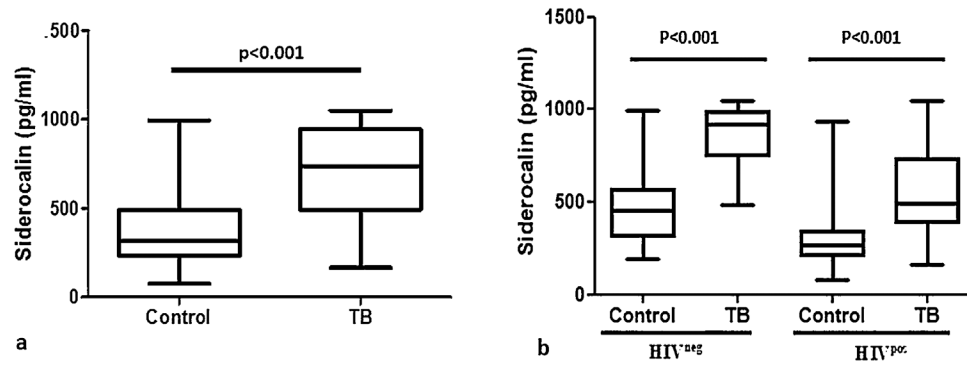 .500
p<0.001
Siderocalin (pg/ml)
1000
500
0
Control TB
a
1500
P<0.001 P<0.001
Siderocalin (pg/ml)
1000
500
0
Control TB Control TB
HIVneg HIVpos
b